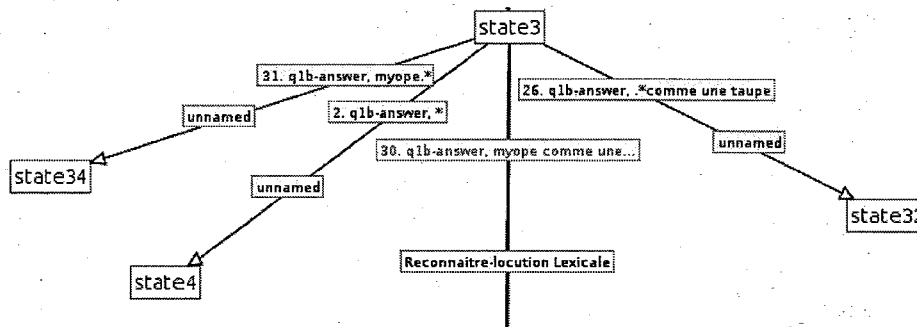 state3
31. q1b-answer, myope.*
26. q1b-answer, .*comme une taupe
2. q1b-answer, *
unnamed
30. q1b-answer, myope comme une...
unnamed
state34
unnamed
state32
Reconnaitre-locution Lexicale
state4